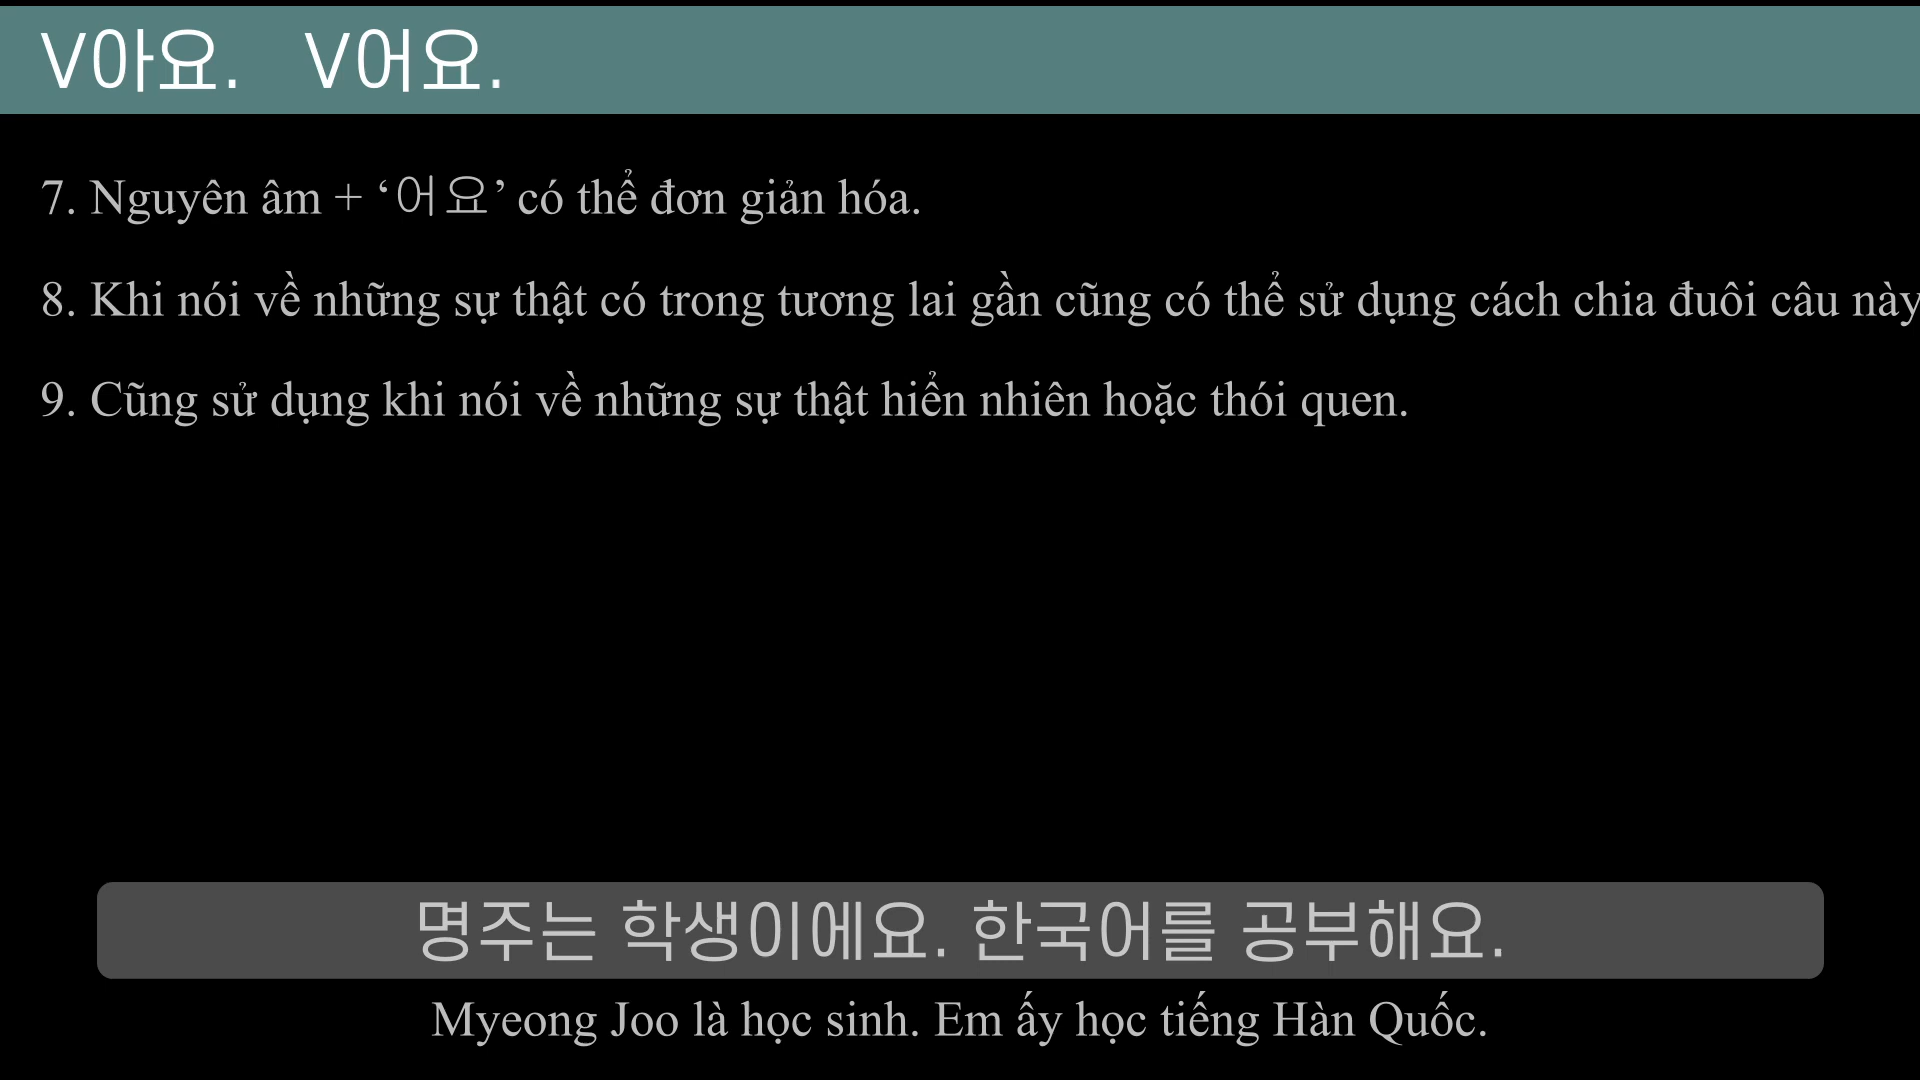 V아요. V어요.
7. Nguyên âm + ‘어요’ có thể đơn giản hóa.
8. Khi nói về những sự thật có trong tương lai gần cũng có thể sử dụng cách chia đuôi câu này
9. Cũng sử dụng khi nói về những sự thật hiển nhiên hoặc thói quen.
명주는 학생이에요. 한국어를 공부해요.
Myeong Joo là học sinh. Em ấy học tiếng Hàn Quốc.